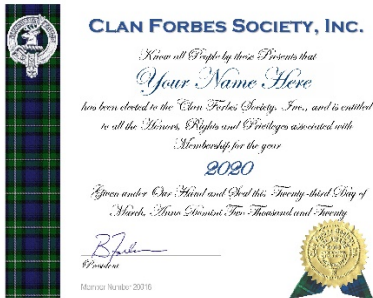 CLAN FORBES SOCIETY, INC.
Know all People by these Presents that
Your Name Here
has been elected to the Clan Forbes Society, Inc., and is entitled
to all the Honors, Rights and Privileges associated with
Membership for the year
2020
Given under Our Hand and Seal this Twenty-third Day of
March, Anno Domini Two Thousand and Twenty
President
Member Number 20016